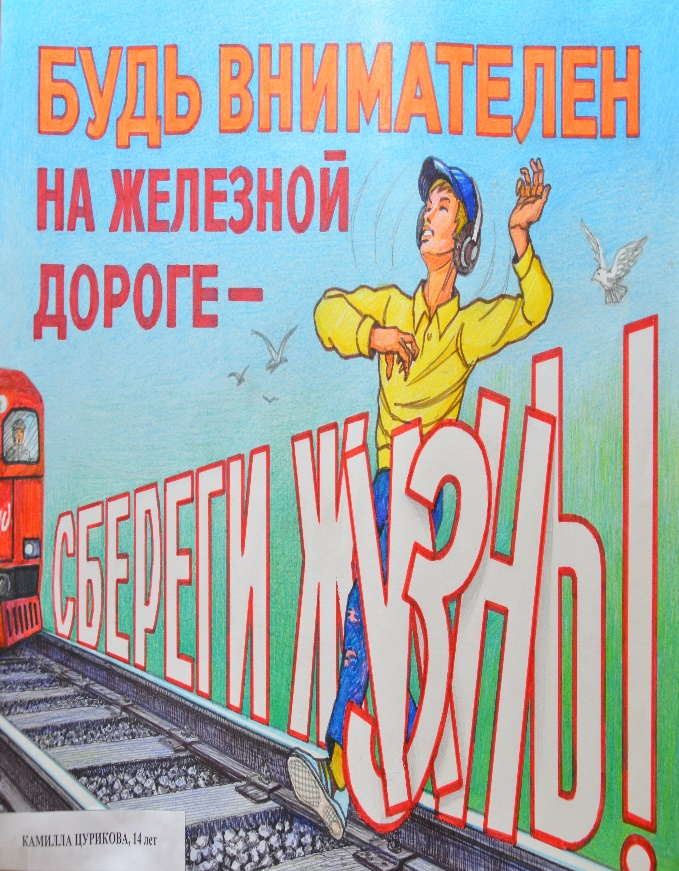 БУДЬ ВНИМАТЕЛЕН
НА ЖЕЛЕЗНОЙ
ДОРОГЕ –
СБЕРЕГИ ЖИЗНЬ!
КАМИЛЛА ЦУРИКОВА, 14 лет